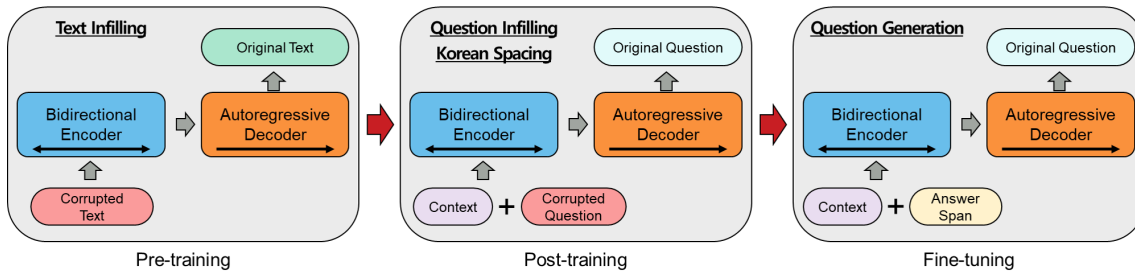 Text Infilling
Original Text
Bidirectional
Encoder
Autoregressive
Decoder
Corrupted
Text
Pre-training
Question Infilling
Korean Spacing
Original Question
Bidirectional
Encoder
Autoregressive
Decoder
Context
+
Corrupted
Question
Post-training
Question Generation
Original Question
Bidirectional
Encoder
Autoregressive
Decoder
Context
+
Answer
Span
Fine-tuning